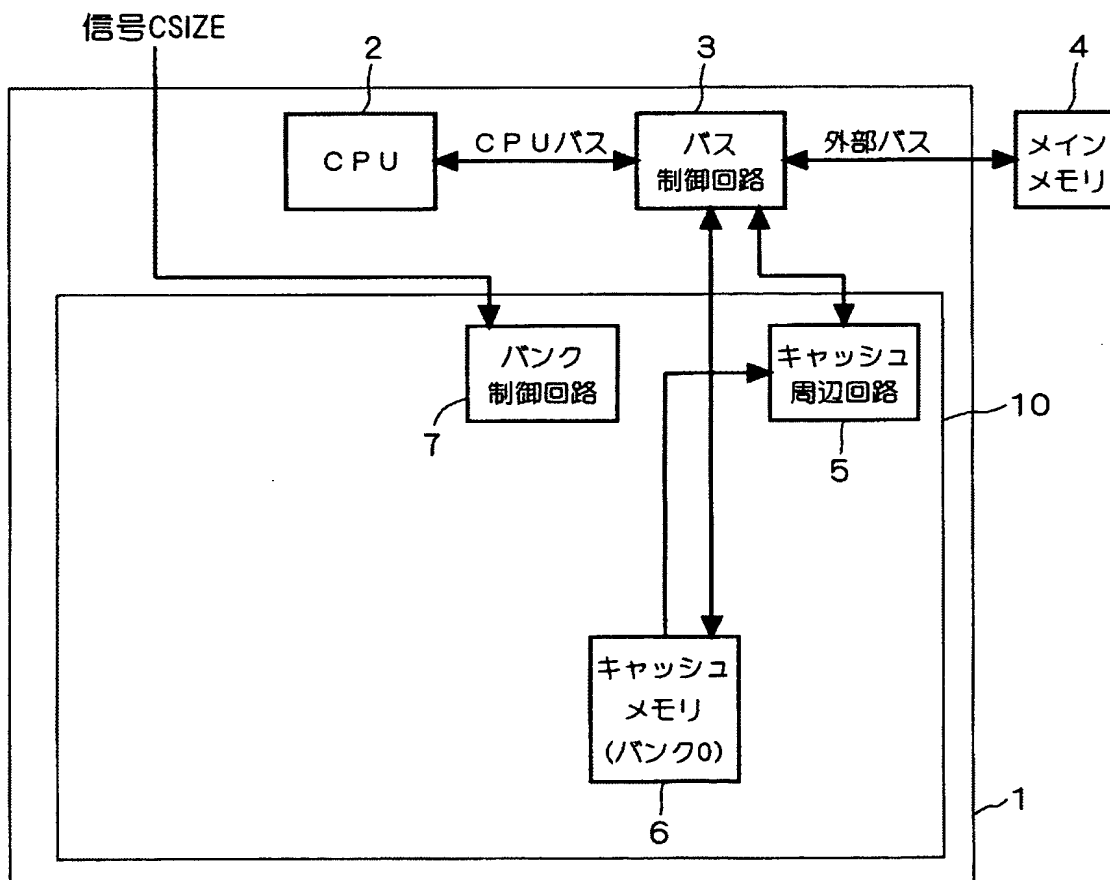 信号CSIZE
2
3
4
CPU
CPUバス
バス
制御回路
外部バス
メイン
メモリ
バンク
制御回路
7
キャッシュ
周辺回路
5
10
キャッシュ
メモリ
(バンク0)
6
1